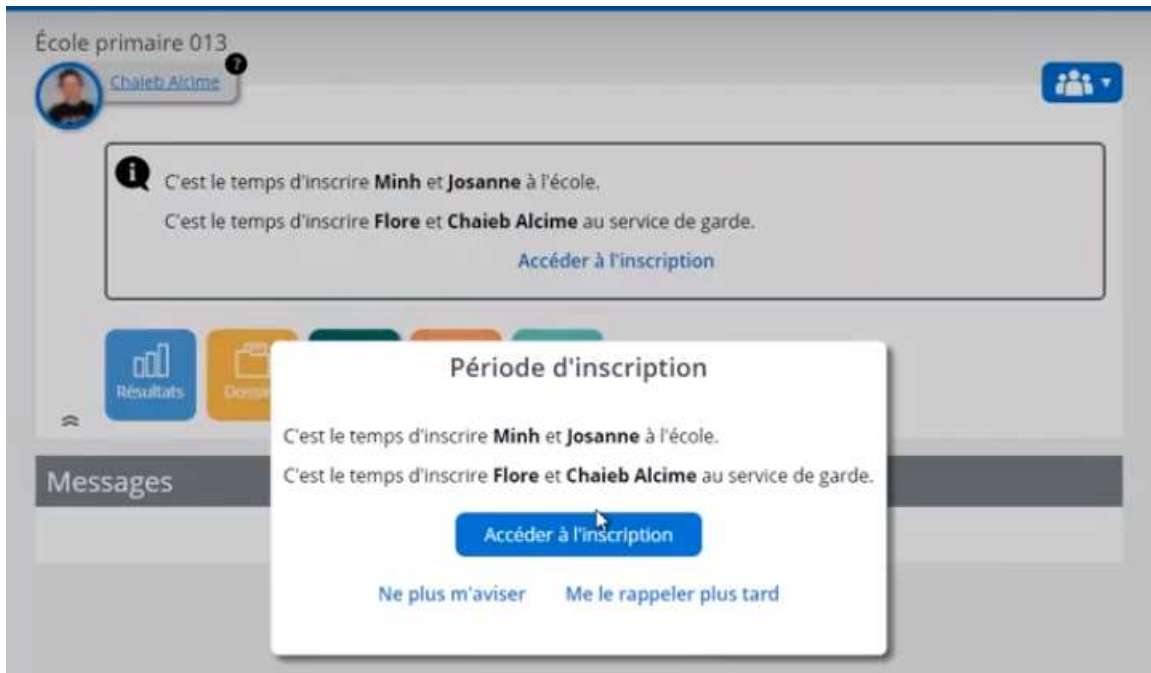 École primaire 013
Chaieb Alcime
?
C'est le temps d'inscrire Minh et Josanne à l'école.
C'est le temps d'inscrire Flore et Chaieb Alcime au service de garde.
Accéder à l'inscription
Résultats
Période d'inscription
C'est le temps d'inscrire Minh et Josanne à l'école.
C'est le temps d'inscrire Flore et Chaieb Alcime au service de garde.
Messages
Accéder à l'inscription
Ne plus m'aviser Me le rappeler plus tard